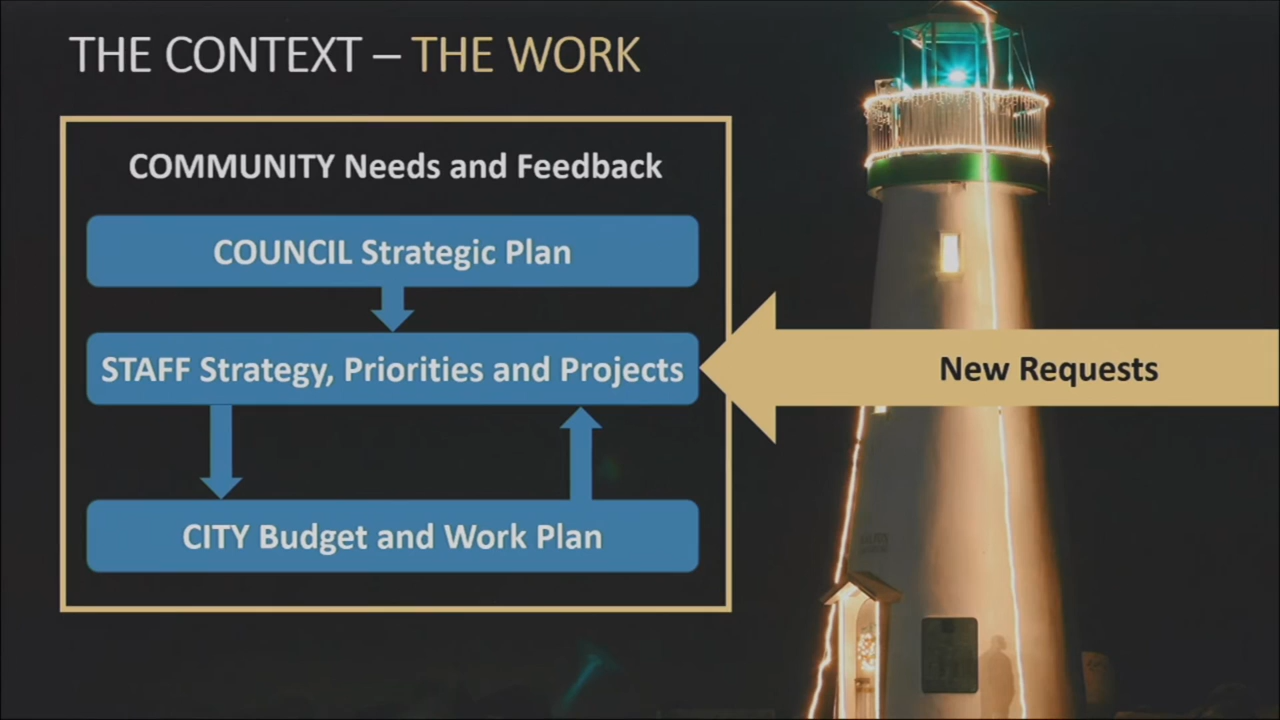 THE CONTEXT – THE WORK
COMMUNITY Needs and Feedback
COUNCIL Strategic Plan
STAFF Strategy, Priorities and Projects
New Requests
CITY Budget and Work Plan